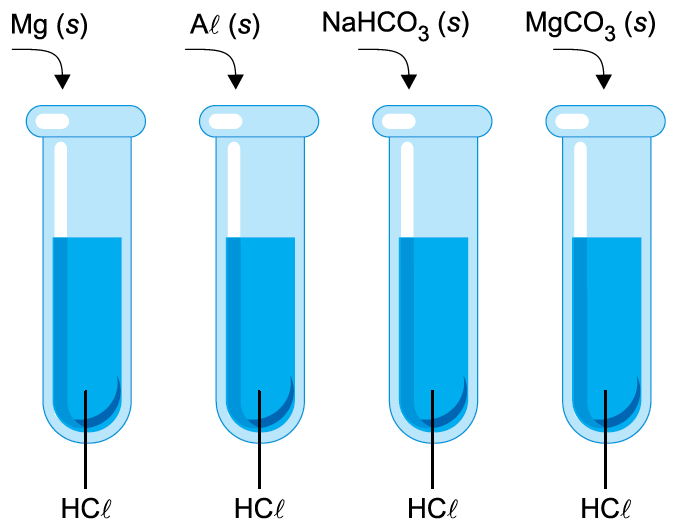 Mg (s)
Aℓ (s)
NaHCO₃ (s)
MgCO₃ (s)
HCℓ
HCℓ
HCℓ
HCℓ